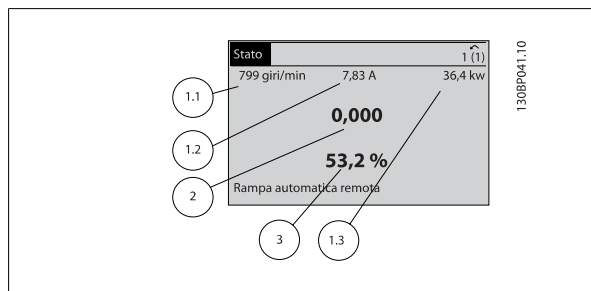 Stato
1 (1)
799 giri/min 7,83 A 36,4 kw
0,000
53,2 %
Rampa automatica remota
1.1
1.2
2
3
1.3
130BP041.10